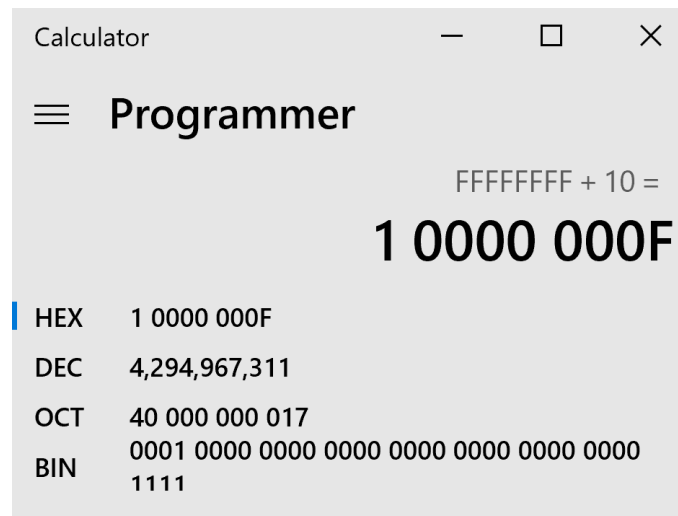 Calculator
Programmer
FFFFFFFF + 10 =
1 0000 000F
HEX 1 0000 000F
DEC 4,294,967,311
OCT 40 000 000 017
BIN 0001 0000 0000 0000 0000 0000 0000 0000
1111